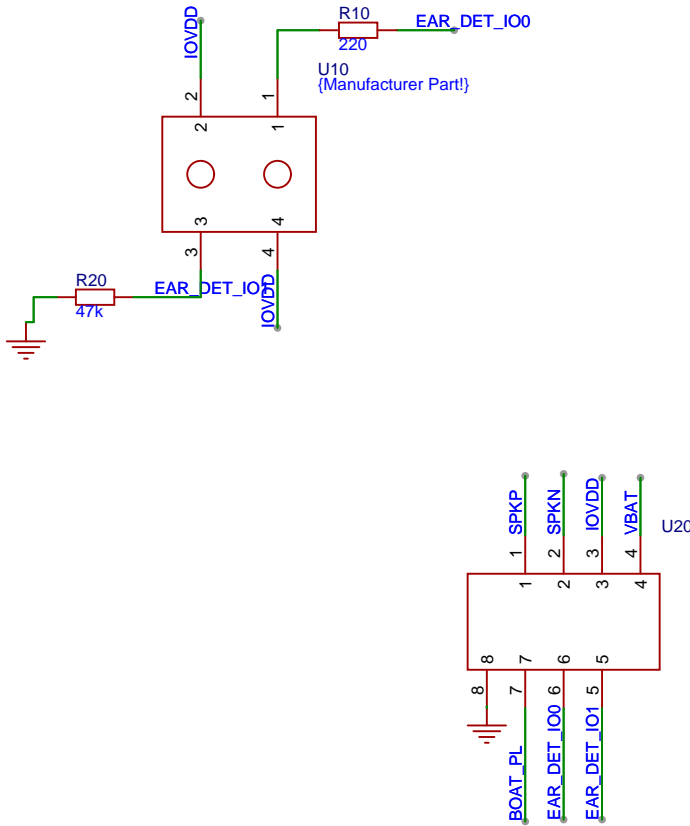 IOVDD
R10
220
EAR_DET_IO0
U10
{Manufacturer Part!}
2
1
2
1
3
4
3
4
R20
47k
EAR_DET_IO1
IOVDD
SPKP
SPKN
IOVDD
VBAT
U20
1
2
3
4
1
2
3
4
8
7
6
5
8
7
6
5
BOAT_PL
EAR_DET_IO0
EAR_DET_IO1